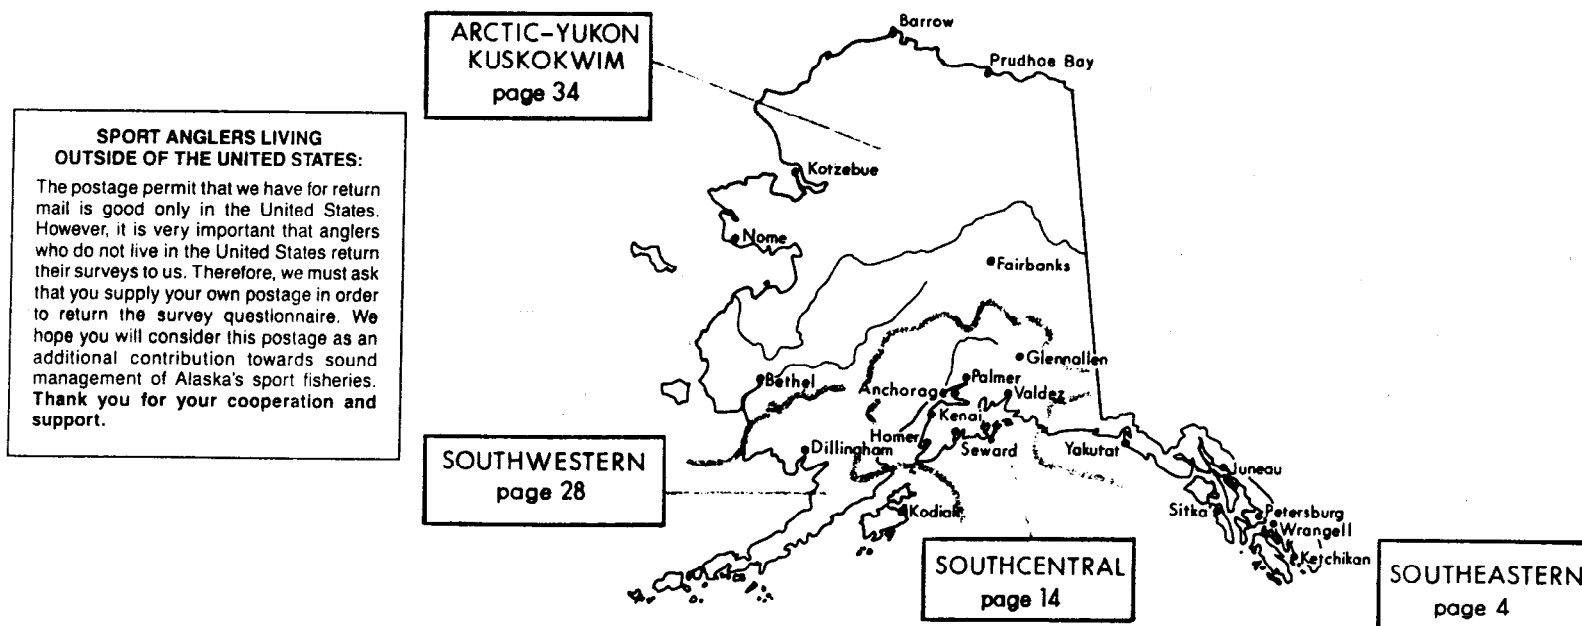 SPORT ANGLERS LIVING
OUTSIDE OF THE UNITED STATES:
The postage permit that we have for return
mail is good only in the United States.
However, it is very important that anglers
who do not live in the United States return
their surveys to us. Therefore, we must ask
that you supply your own postage in order
to return the survey questionnaire. We
hope you will consider this postage as an
additional contribution towards sound
management of Alaska's sport fisheries.
Thank you for your cooperation and
support.
ARCTIC-YUKON
KUSKOKWIM
page 34
Barrow
Prudhoe Bay
Kotzebue
Nome
Fairbanks
Glennallen
Bethel
Palmer
Anchorag
Valdez
Kenai
Homer
Dillingham
Seward
Yakutat
Juneau
Kodiak
Sitka
Petersburg
Wrangell
Ketchikan
SOUTHWESTERN
page 28
SOUTHCENTRAL
page 14
SOUTHEASTERN
page 4